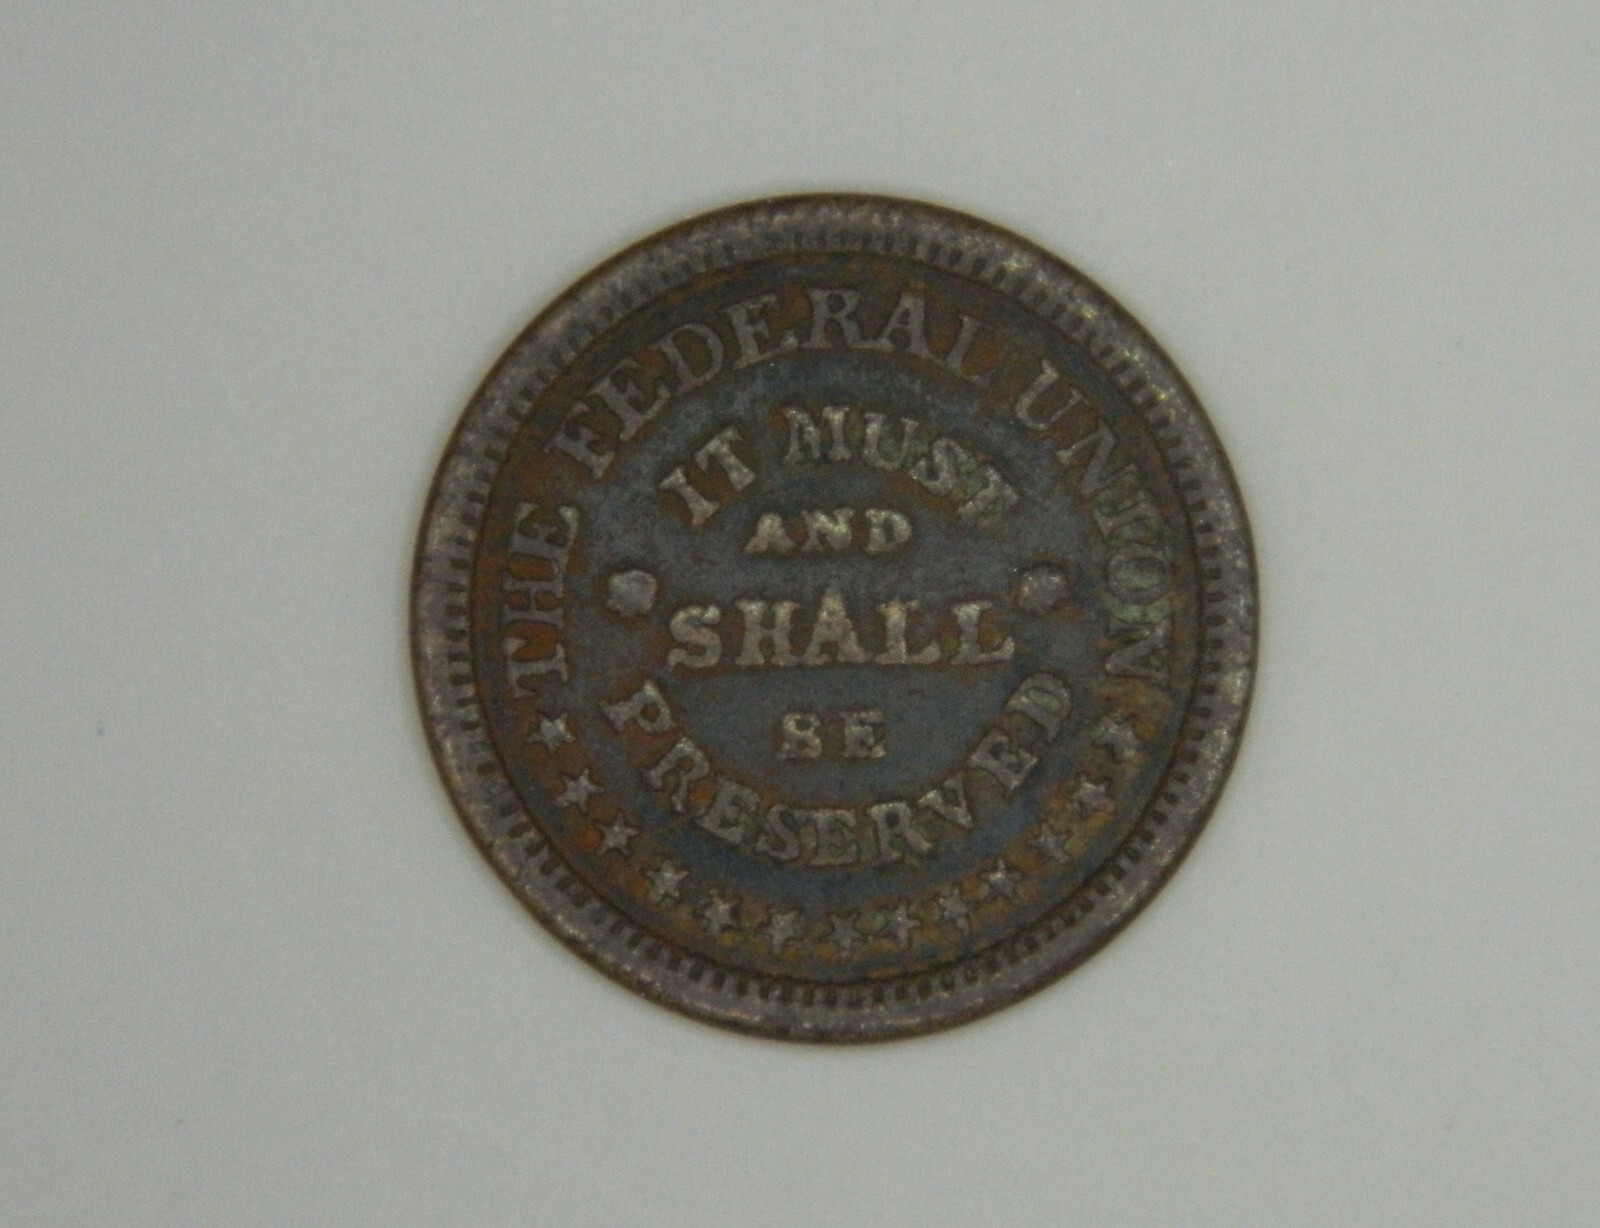 THE FEDERAL UNION
IT MUST
AND
SHALL
BE
PRESERVED